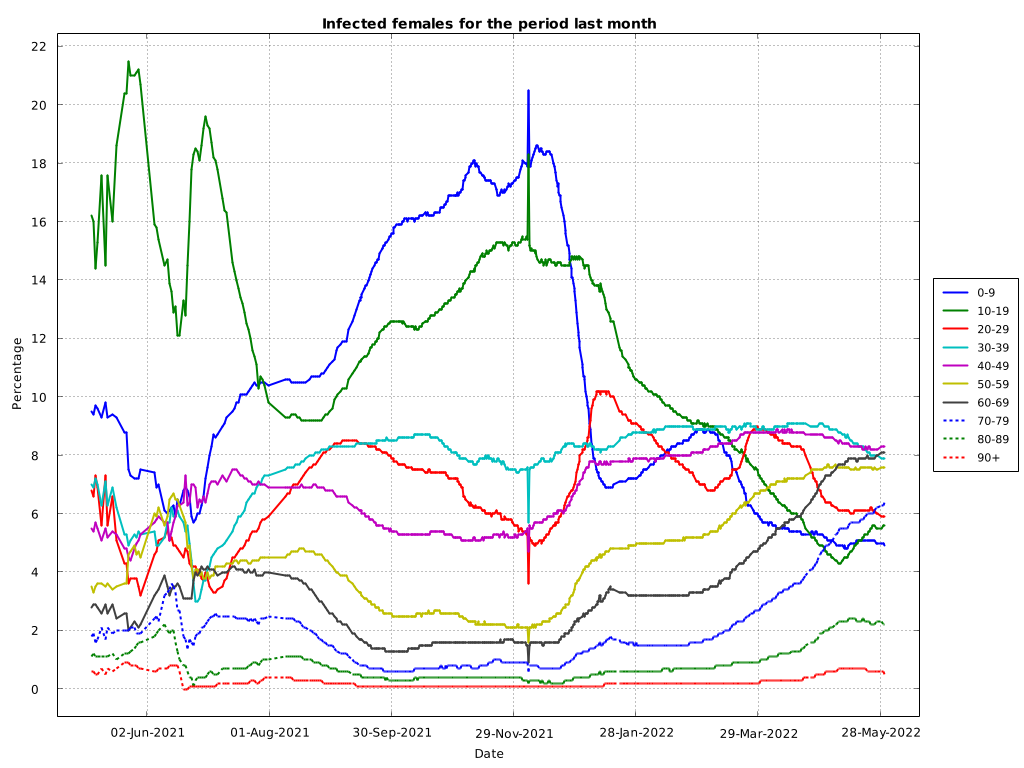 Infected females for the period last month
22
20
18
16
14
12
10
8
6
4
2
0
Percentage
02-Jun-2021
01-Aug-2021
30-Sep-2021
29-Nov-2021
28-Jan-2022
29-Mar-2022
28-May-2022
Date
0-9
10-19
20-29
30-39
40-49
50-59
60-69
70-79
80-89
90+